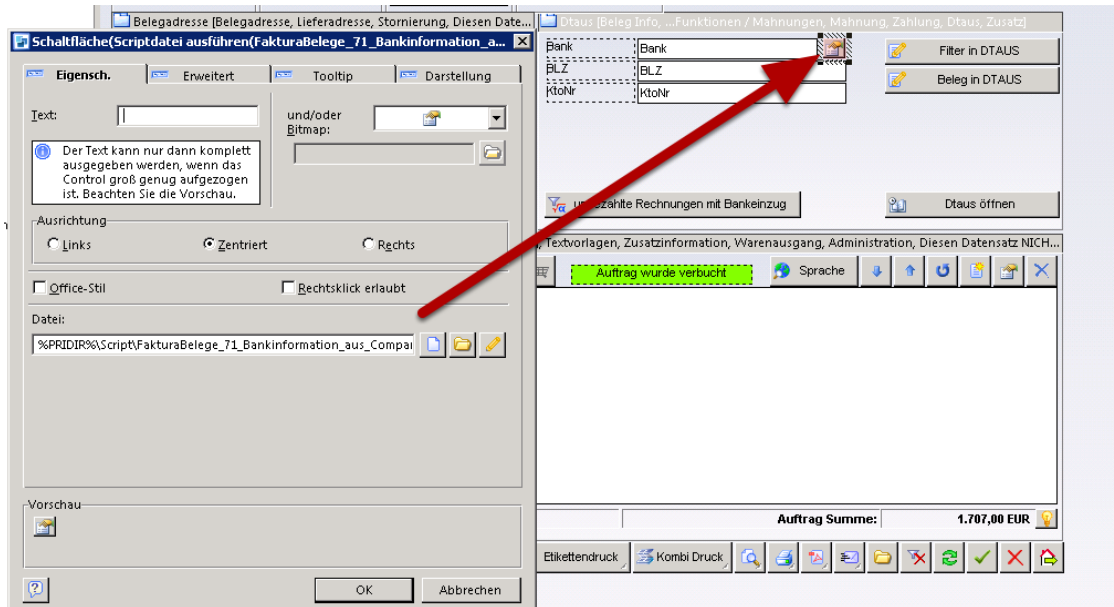 Belegadresse [Belegadresse, Lieferadresse, Stornierung, Diesen Date...
Schaltfläche(Scriptdatei ausführen(FakturaBelege_71_Bankinformation_a...
Eigensch.
Erweitert
Tooltip
Darstellung
Text:
und/oder
Bitmap:
Der Text kann nur dann komplett
ausgegeben werden, wenn das
Control groß genug aufgezogen
ist. Beachten Sie die Vorschau.
Ausrichtung
Links
Zentriert
Rechts
Office-Stil
Rechtsklick erlaubt
Datei:
%PRIDIR%\Script\FakturaBelege_71_Bankinformation_aus_Compar
Vorschau
OK
Abbrechen
Dtaus [Beleg Info, ...Funktionen / Mahnungen, Mahnung, Zahlung, Dtaus, Zusatz]
Bank
Bank
Filter in DTAUS
BLZ
BLZ
Beleg in DTAUS
KtoNr
KtoNr
Rechnungen mit Bankeinzug
Dtaus öffnen
, Textvorlagen, Zusatzinformation, Warenausgang, Administration, Diesen Datensatz NICH...
Auftrag wurde verbucht
Sprache
Auftrag Summe:
1.707,00 EUR
Etikettendruck
Kombi Druck